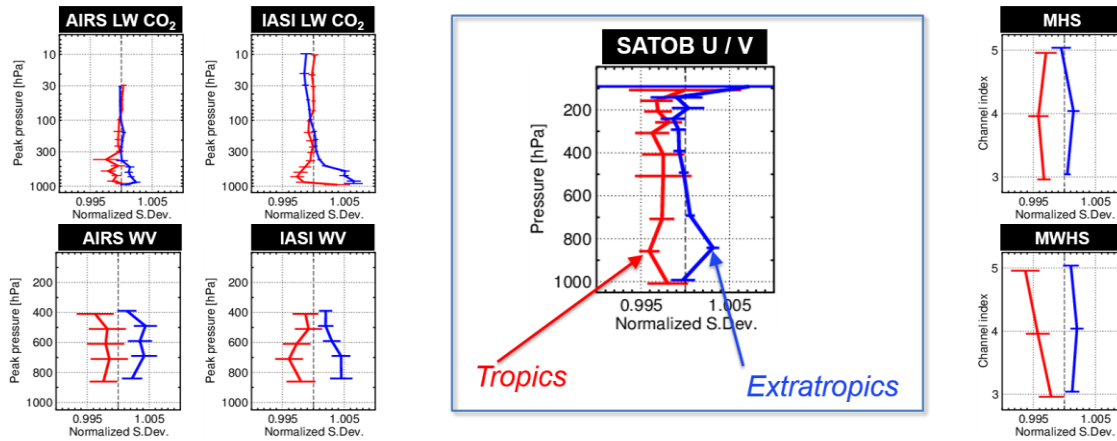 AIRS LW CO₂
Peak pressure [hPa]
10
30
100
300
1000
0.995 1.005
Normalized S.Dev.
IASI LW CO₂
Peak pressure [hPa]
10
30
100
300
1000
0.995 1.005
Normalized S.Dev.
SATOB U / V
Pressure [hPa]
200
400
600
800
1000
0.995 1.005
Normalized S.Dev.
Tropics
Extratropics
MHS
Channel index
5
4
3
0.995 1.005
Normalized S.Dev.
AIRS WV
Peak pressure [hPa]
200
400
600
800
1000
0.995 1.005
Normalized S.Dev.
IASI WV
Peak pressure [hPa]
200
400
600
800
1000
0.995 1.005
Normalized S.Dev.
MWHS
Channel index
5
4
3
0.995 1.005
Normalized S.Dev.